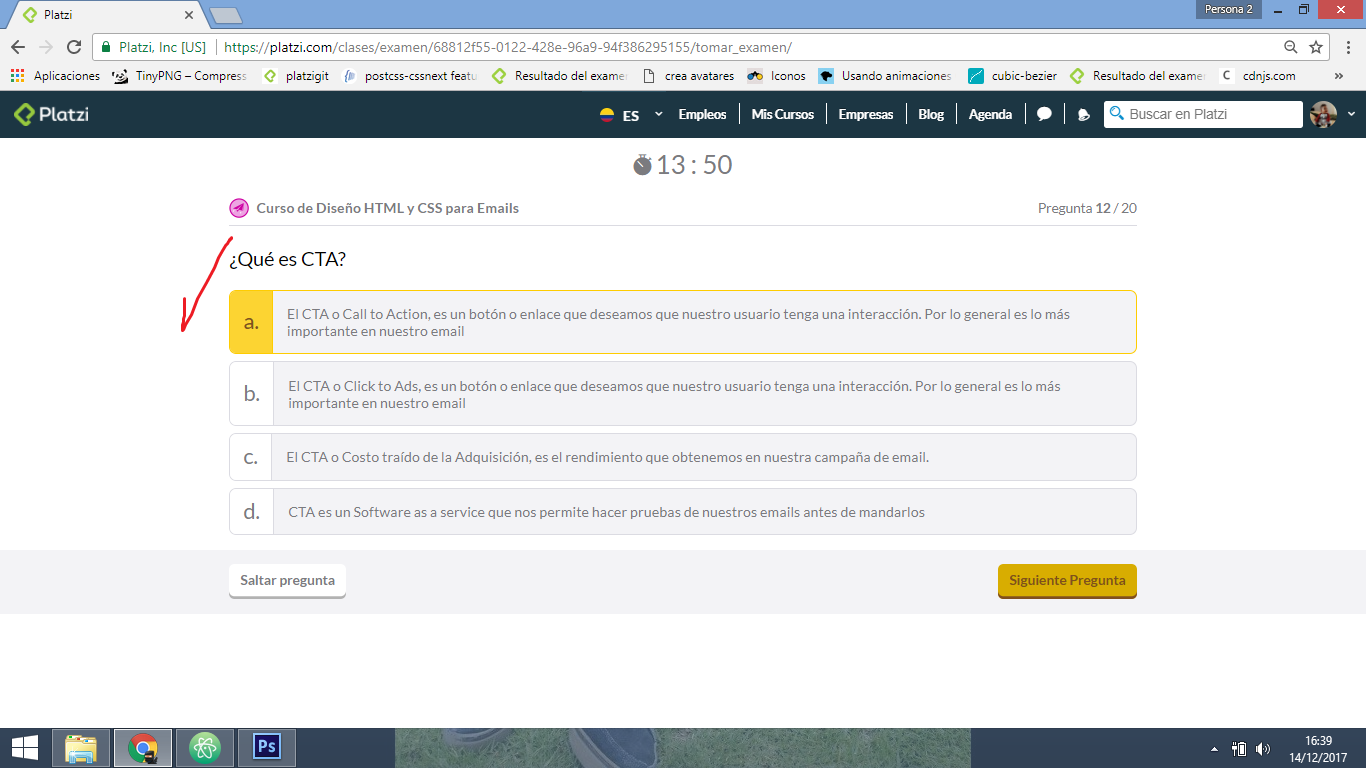 Platzi
Persona 2
Platzi, Inc [US]
https://platzi.com/clases/examen/68812f55-0122-428e-96a9-94f386295155/tomar_examen/
Aplicaciones
TinyPNG – Compress
platzigit
postcss-cssnext featu
Resultado del examen
crea avatares
Iconos
Usando animaciones
cubic-bezier
Resultado del examen
C
cdnjs.com
»
Platzi
ES
Empleos
Mis Cursos
Empresas
Blog
Agenda
Buscar en Platzi
13 : 50
Curso de Diseño HTML y CSS para Emails
Pregunta 12 / 20
¿Qué es CTA?
a.
El CTA o Call to Action, es un botón o enlace que deseamos que nuestro usuario tenga una interacción. Por lo general es lo más
importante en nuestro email
b.
El CTA o Click to Ads, es un botón o enlace que deseamos que nuestro usuario tenga una interacción. Por lo general es lo más
importante en nuestro email
c.
El CTA o Costo traído de la Adquisición, es el rendimiento que obtenemos en nuestra campaña de email.
d.
CTA es un Software as a service que nos permite hacer pruebas de nuestros emails antes de mandarlos
Saltar pregunta
Siguiente Pregunta
Ps
16:39
14/12/2017